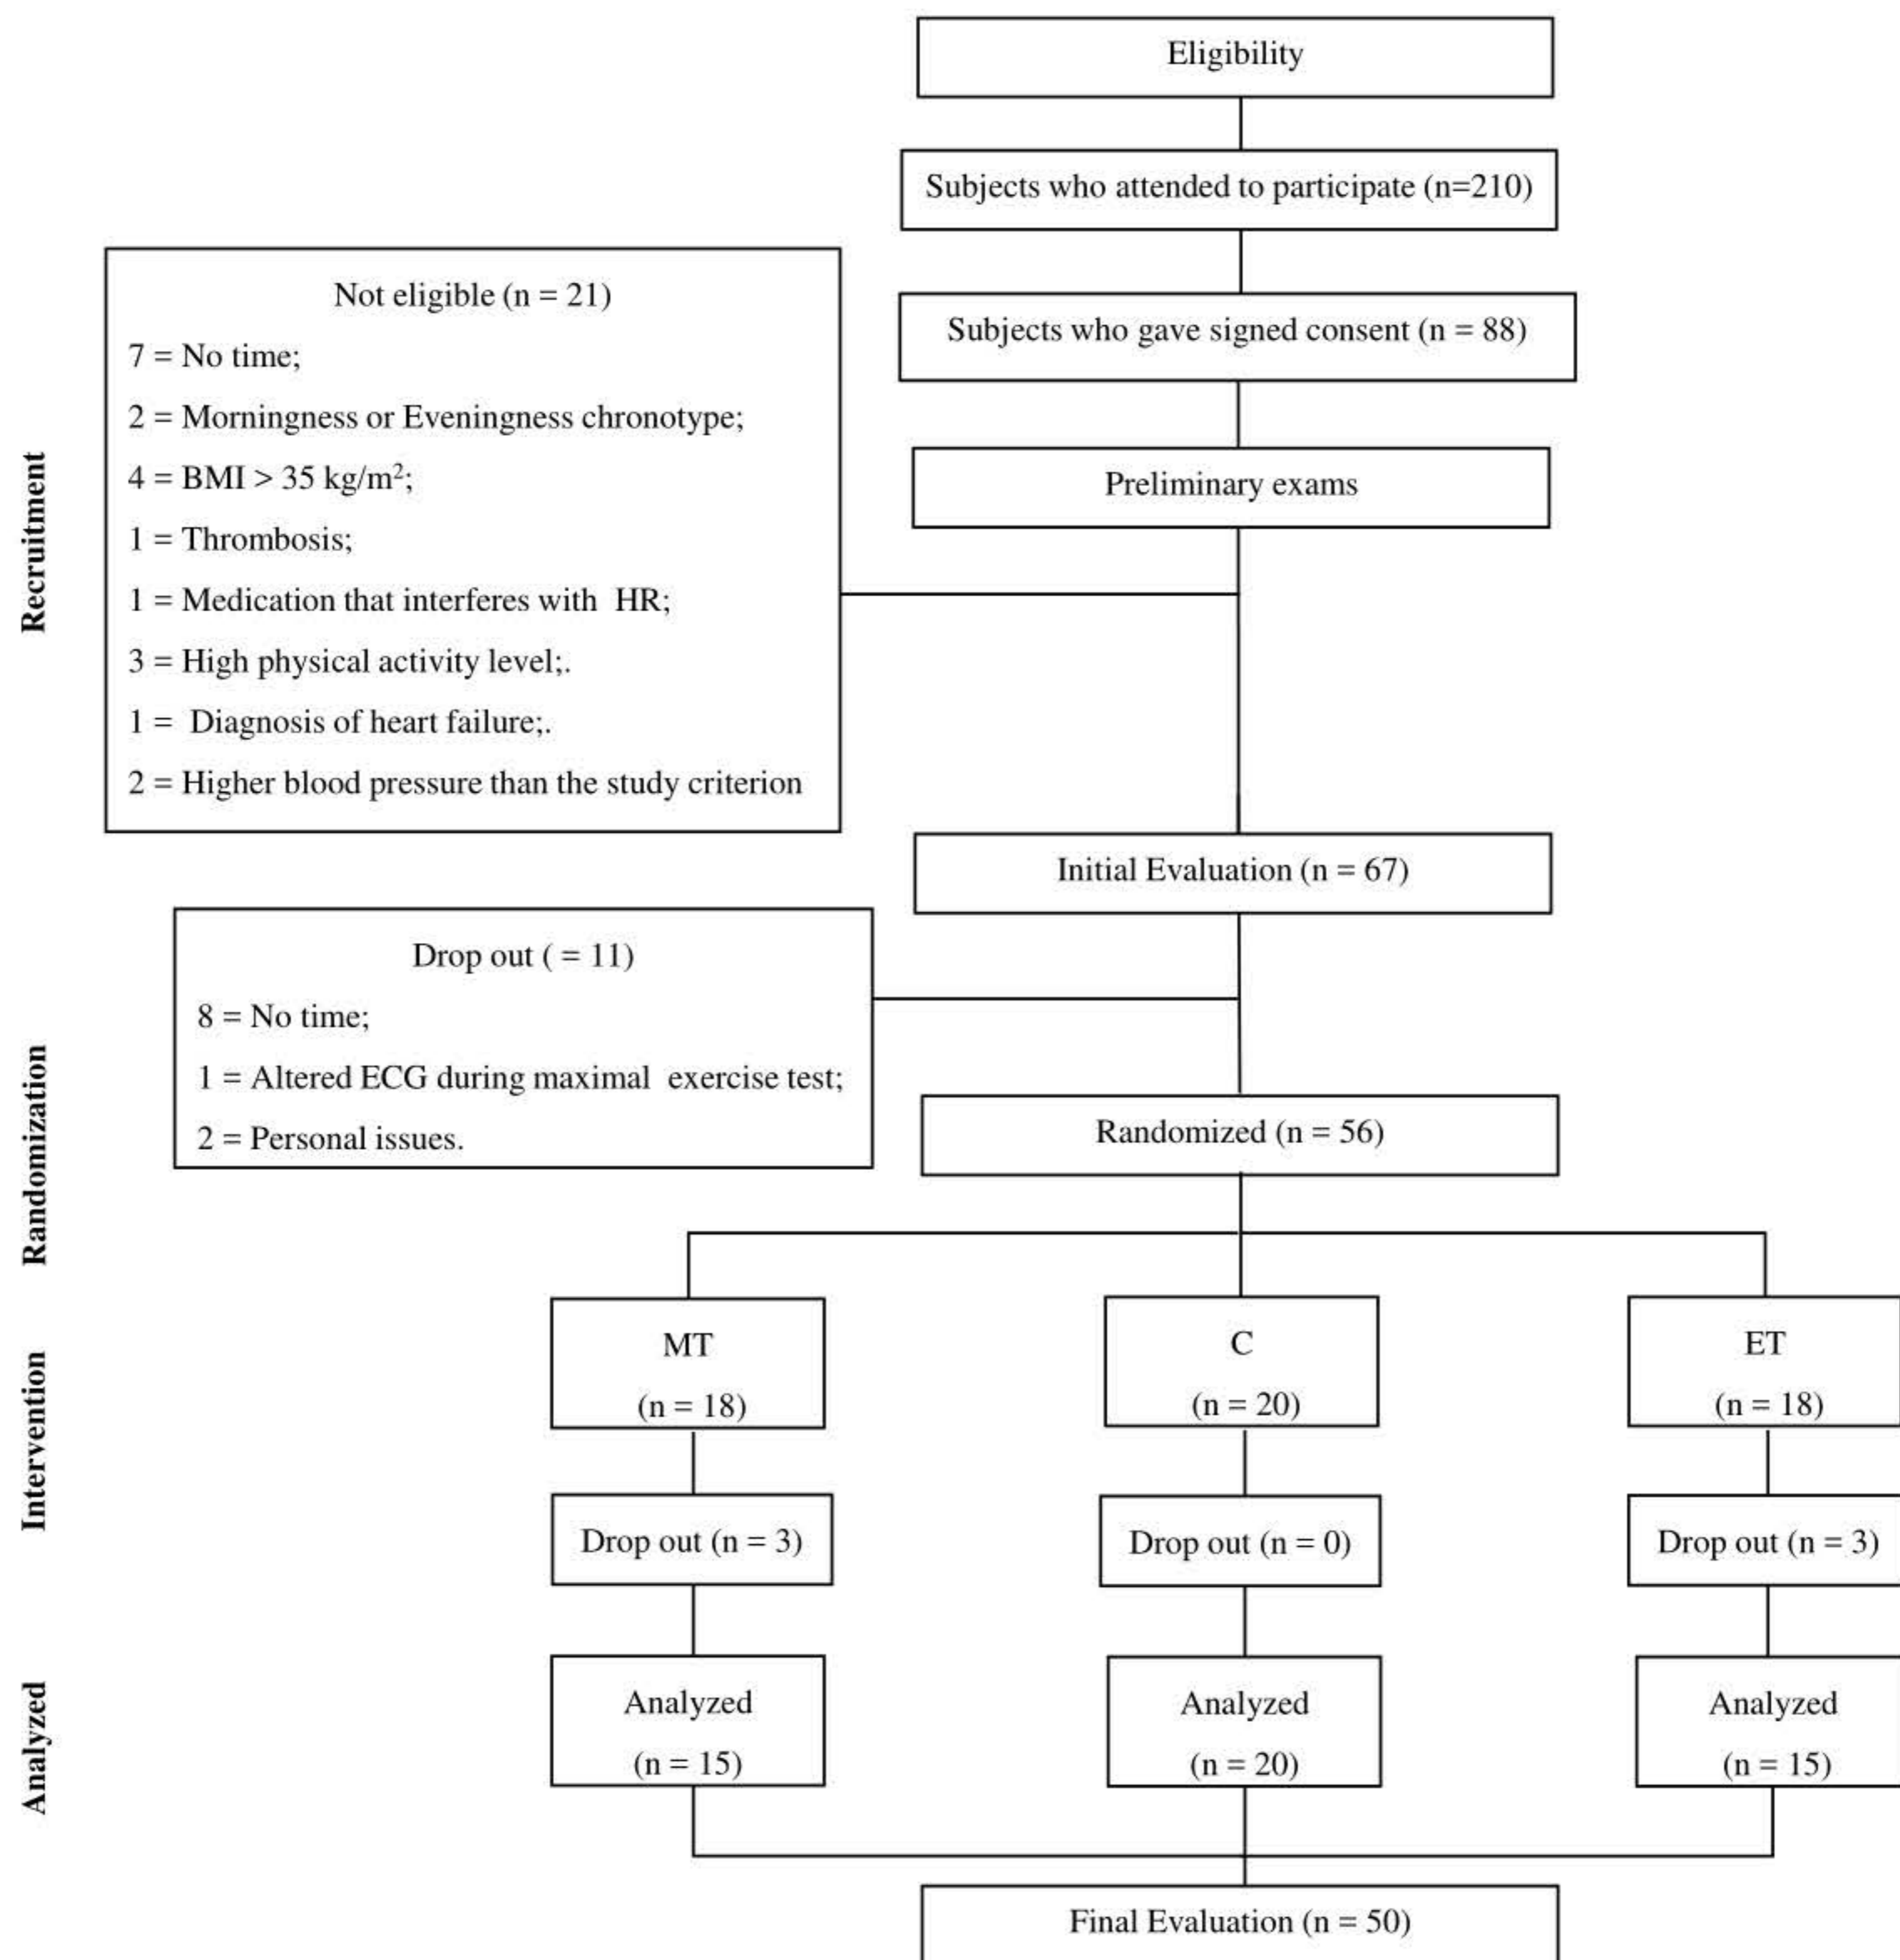 Eligibility
Subjects who attended to participate (n=210)
Subjects who gave signed consent (n = 88)
Preliminary exams
Recruitment
Not eligible (n = 21)
7 = No time;
2 = Morningness or Eveningness chronotype;
4 = BMI > 35 kg/m²;
1 = Thrombosis;
1 = Medication that interferes with  HR;
3 = High physical activity level;.
1 =  Diagnosis of heart failure;.
2 = Higher blood pressure than the study criterion
Initial Evaluation (n = 67)
Drop out ( = 11)
8 = No time;
1 = Altered ECG during maximal  exercise test;
2 = Personal issues.
Randomization
Randomized (n = 56)
Intervention
MT
(n = 18)
C
(n = 20)
ET
(n = 18)
Drop out (n = 3)
Drop out (n = 0)
Drop out (n = 3)
Analyzed
Analyzed
(n = 15)
Analyzed
(n = 20)
Analyzed
(n = 15)
Final Evaluation (n = 50)